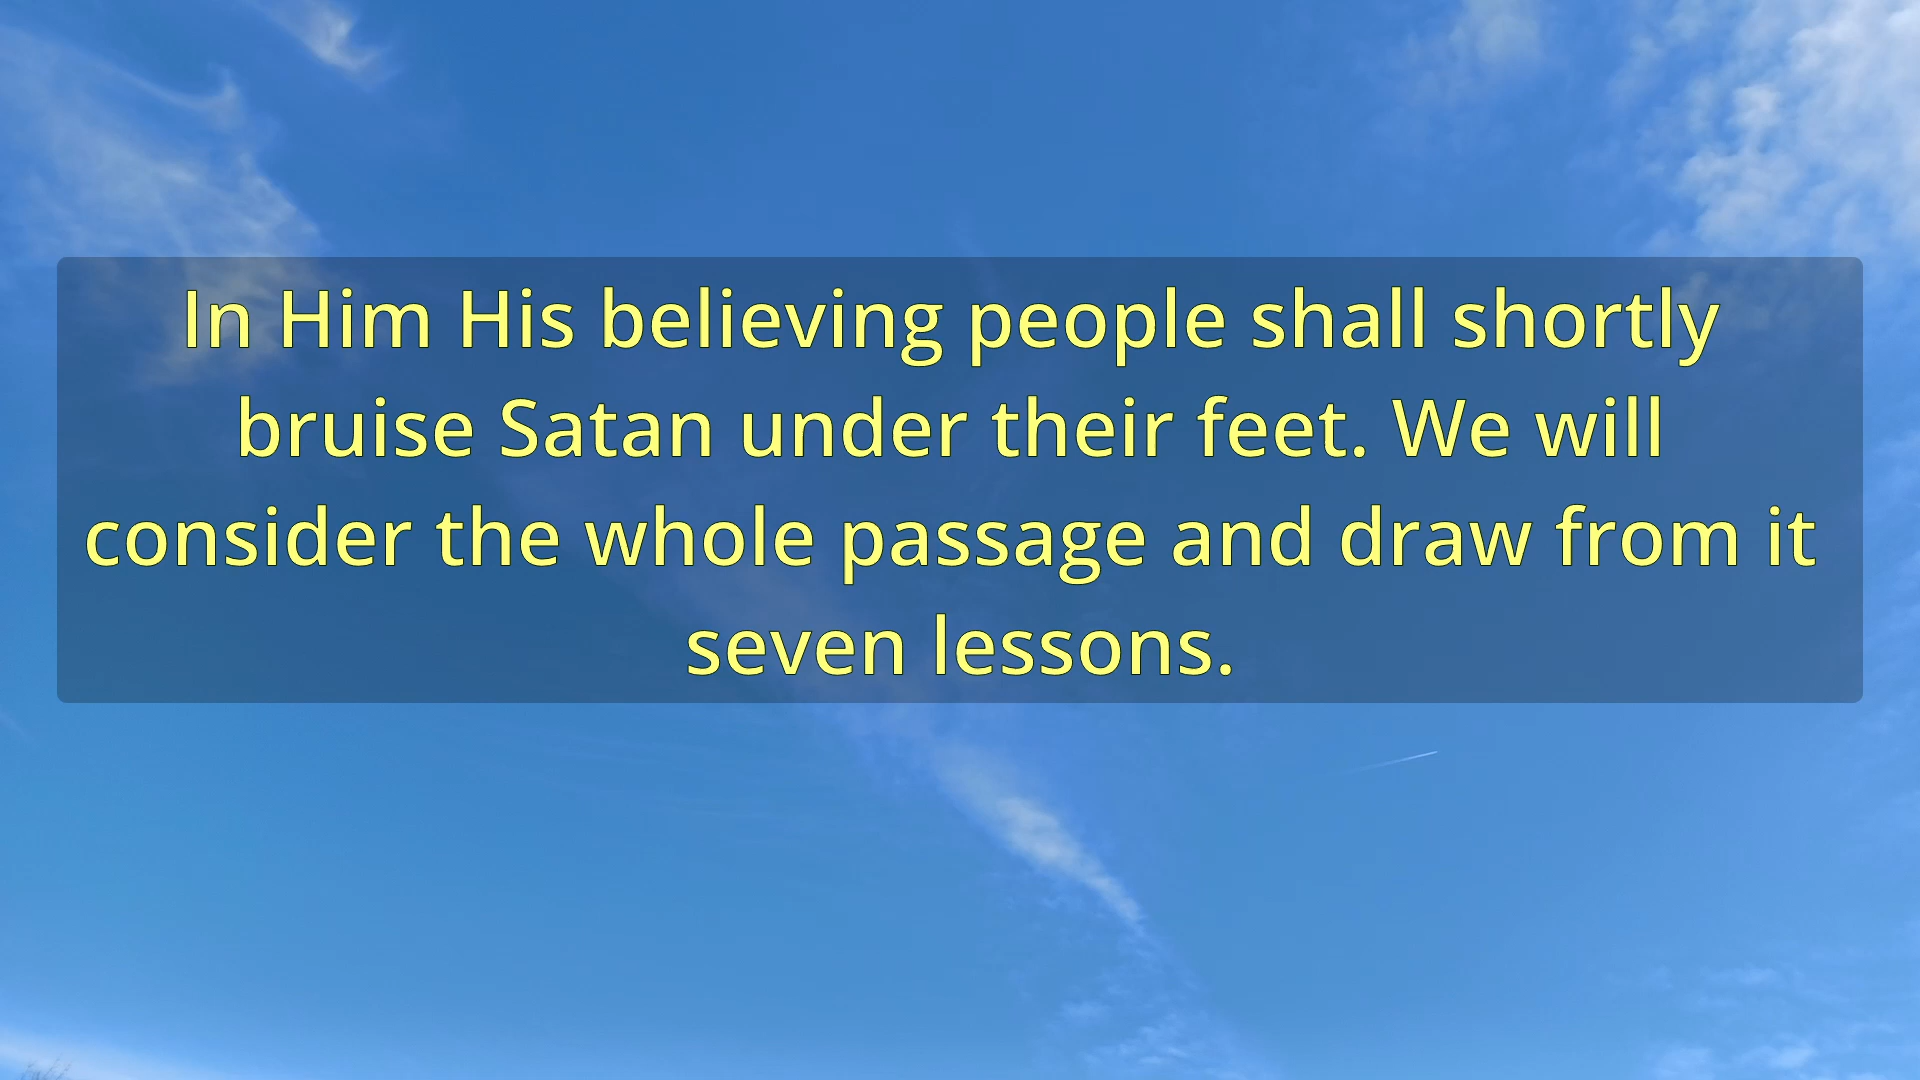 In Him His believing people shall shortly
bruise Satan under their feet. We will
consider the whole passage and draw from it
seven lessons.